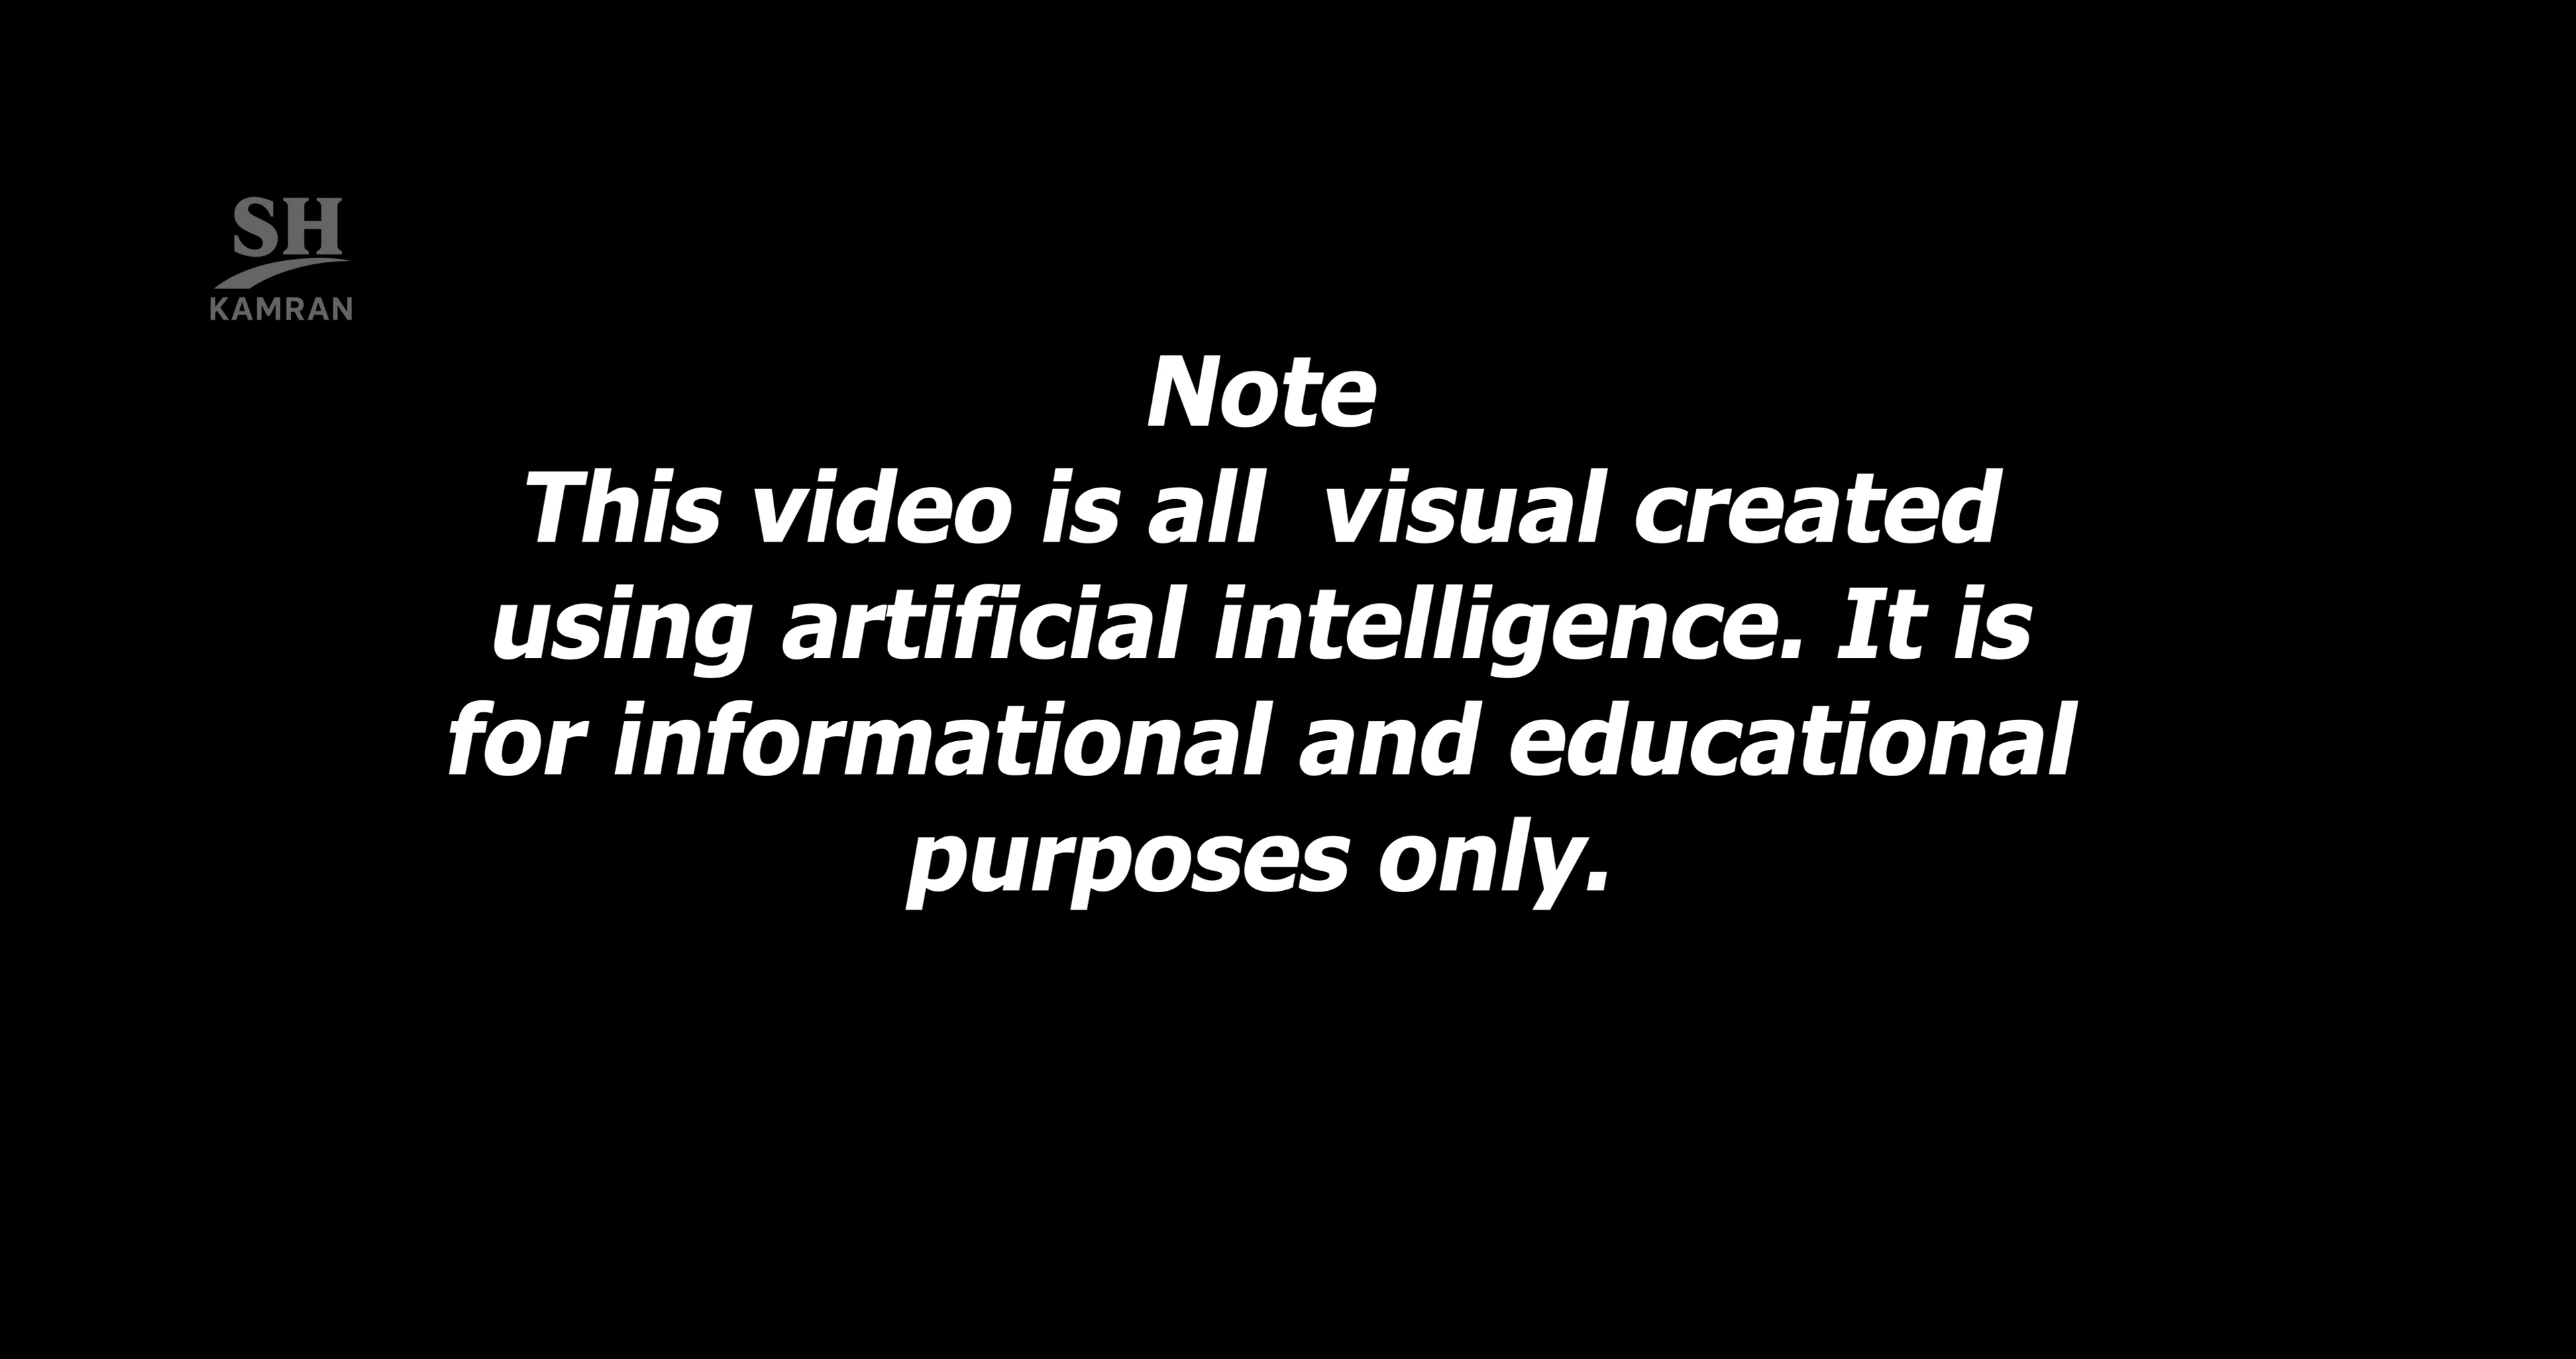 SH
KAMRAN
Note
This video is all  visual created
using artificial intelligence. It is
for informational and educational
purposes only.